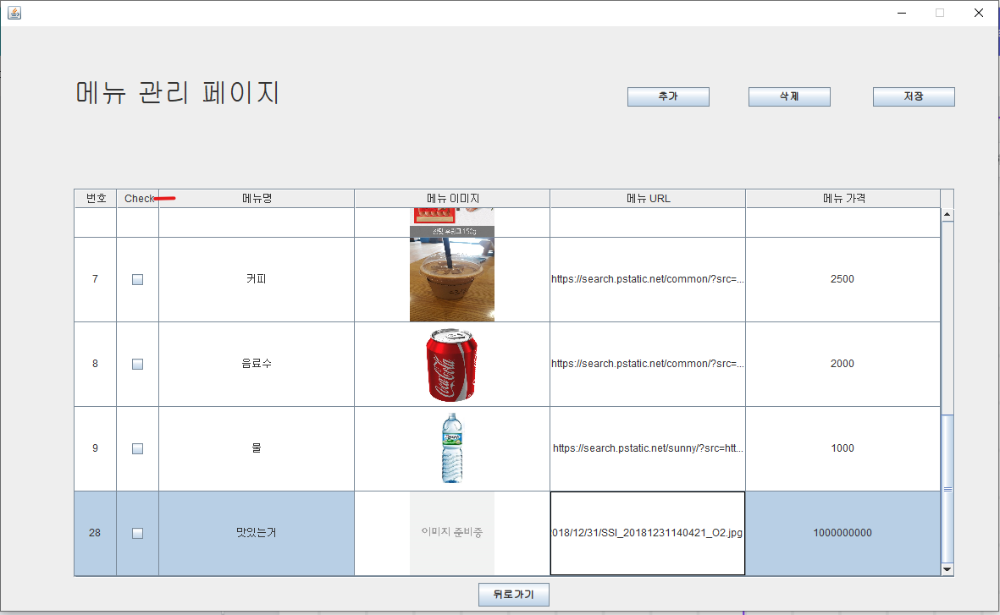 메뉴 관리 페이지
추가 삭제 저장
번호 Check 메뉴명 메뉴 이미지 메뉴 URL 메뉴 가격
150g
7 커피 https://search.pstatic.net/common/?src=... 2500
8 음료수 Coca-Cola https://search.pstatic.net/common/?src=... 2000
9 물 https://search.pstatic.net/sunny/?src=htt... 1000
28 맛있는거 이미지 준비중 018/12/31/SSI_20181231140421_O2.jpg 1000000000
뒤로가기